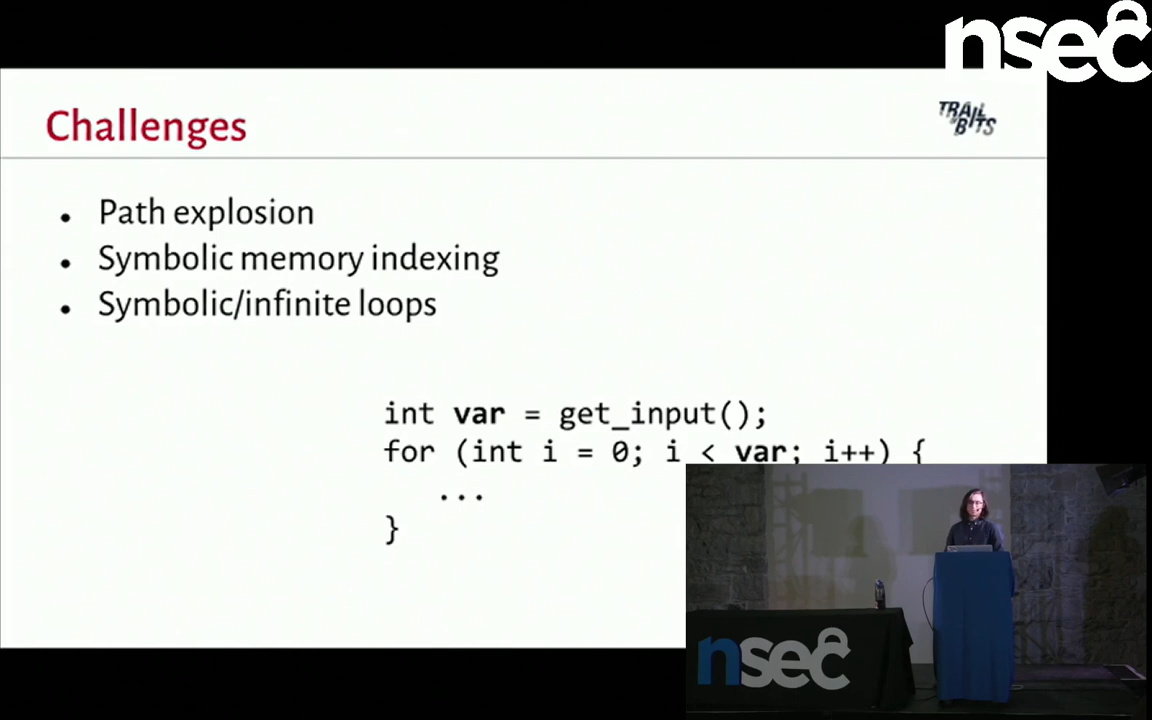 nsec
Challenges
TRAIL
OF
BITS
• Path explosion
• Symbolic memory indexing
• Symbolic/infinite loops
int var = get_input();
for (int i = 0; i < var; i++) {
...
}
nsec